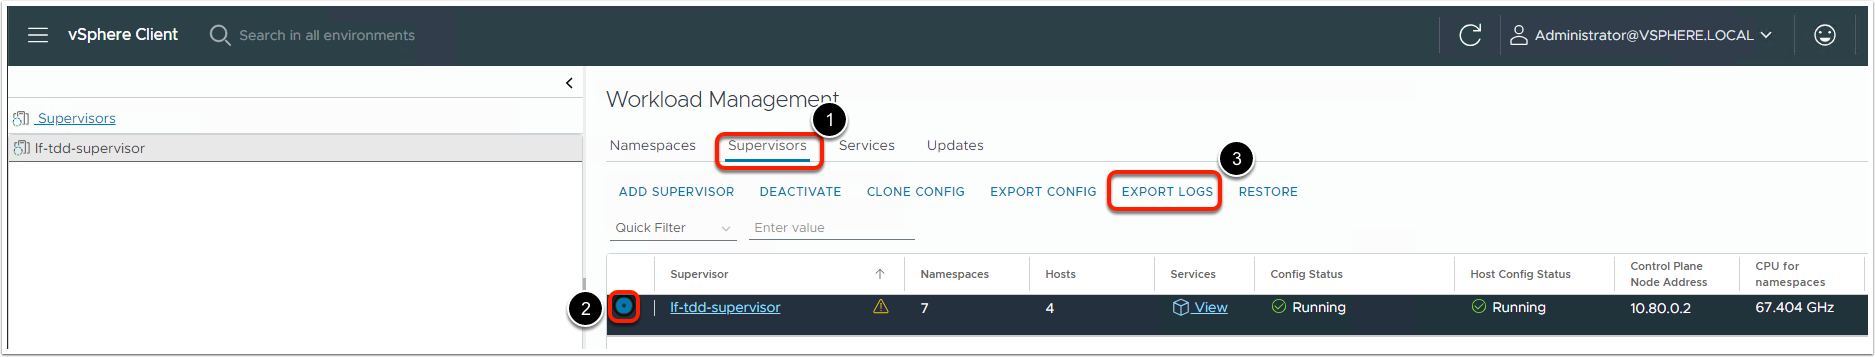 vSphere Client
Search in all environments
Administrator@VSPHERE.LOCAL
Supervisors
lf-tdd-supervisor
Workload Management
1
Namespaces Supervisors Services Updates
3
ADD SUPERVISOR DEACTIVATE CLONE CONFIG EXPORT CONFIG EXPORT LOGS RESTORE
Quick Filter Enter value
Supervisor Namespaces Hosts Services Config Status Host Config Status Control Plane Node Address CPU for namespaces
2
lf-tdd-supervisor 7 4 View Running Running 10.80.0.2 67.404 GHz